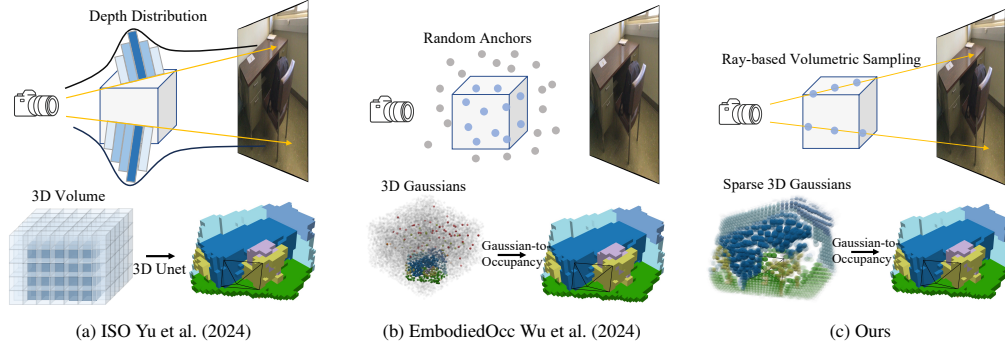 Depth Distribution
3D Volume
3D Unet
(a) ISO Yu et al. (2024)
Random Anchors
3D Gaussians
Gaussian-to
Occupancy
(b) EmbodiedOcc Wu et al. (2024)
Ray-based Volumetric Sampling
Sparse 3D Gaussians
Gaussian-to
Occupancy
(c) Ours